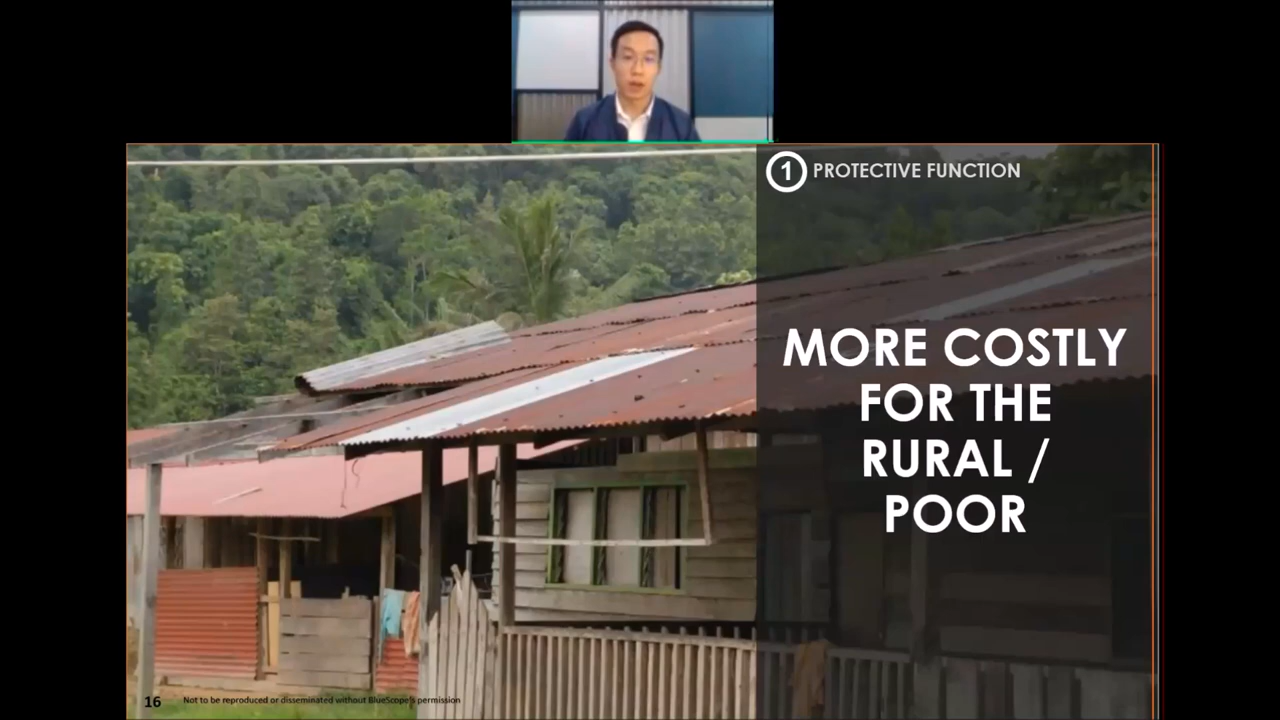 1 PROTECTIVE FUNCTION
MORE COSTLY
FOR THE
RURAL /
POOR
16 Not to be reproduced or disseminated without BlueScope's permission